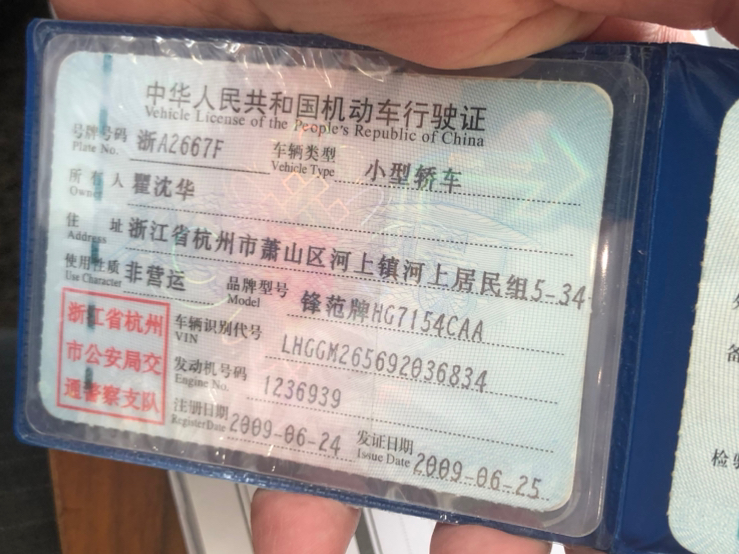 中华人民共和国机动车行驶证
Vehicle License of the People's Republic of China
号牌号码 浙A2667F 车辆类型 小型轿车
Plate No. Vehicle Type
所有人 瞿沈华
Owner
住址 浙江省杭州市萧山区河上镇河上居民组5-34
Address
使用性质 非营运 品牌型号 锋范牌HG7154CAA
Use Character Model
浙江省杭州
市公安局交
通警察支队
车辆识别代号 LHGGM265692036834
VIN
发动机号码 1236939
Engine No.
注册日期 2009-06-24 发证日期 2009-06-25
Register Date Issue Date
检验